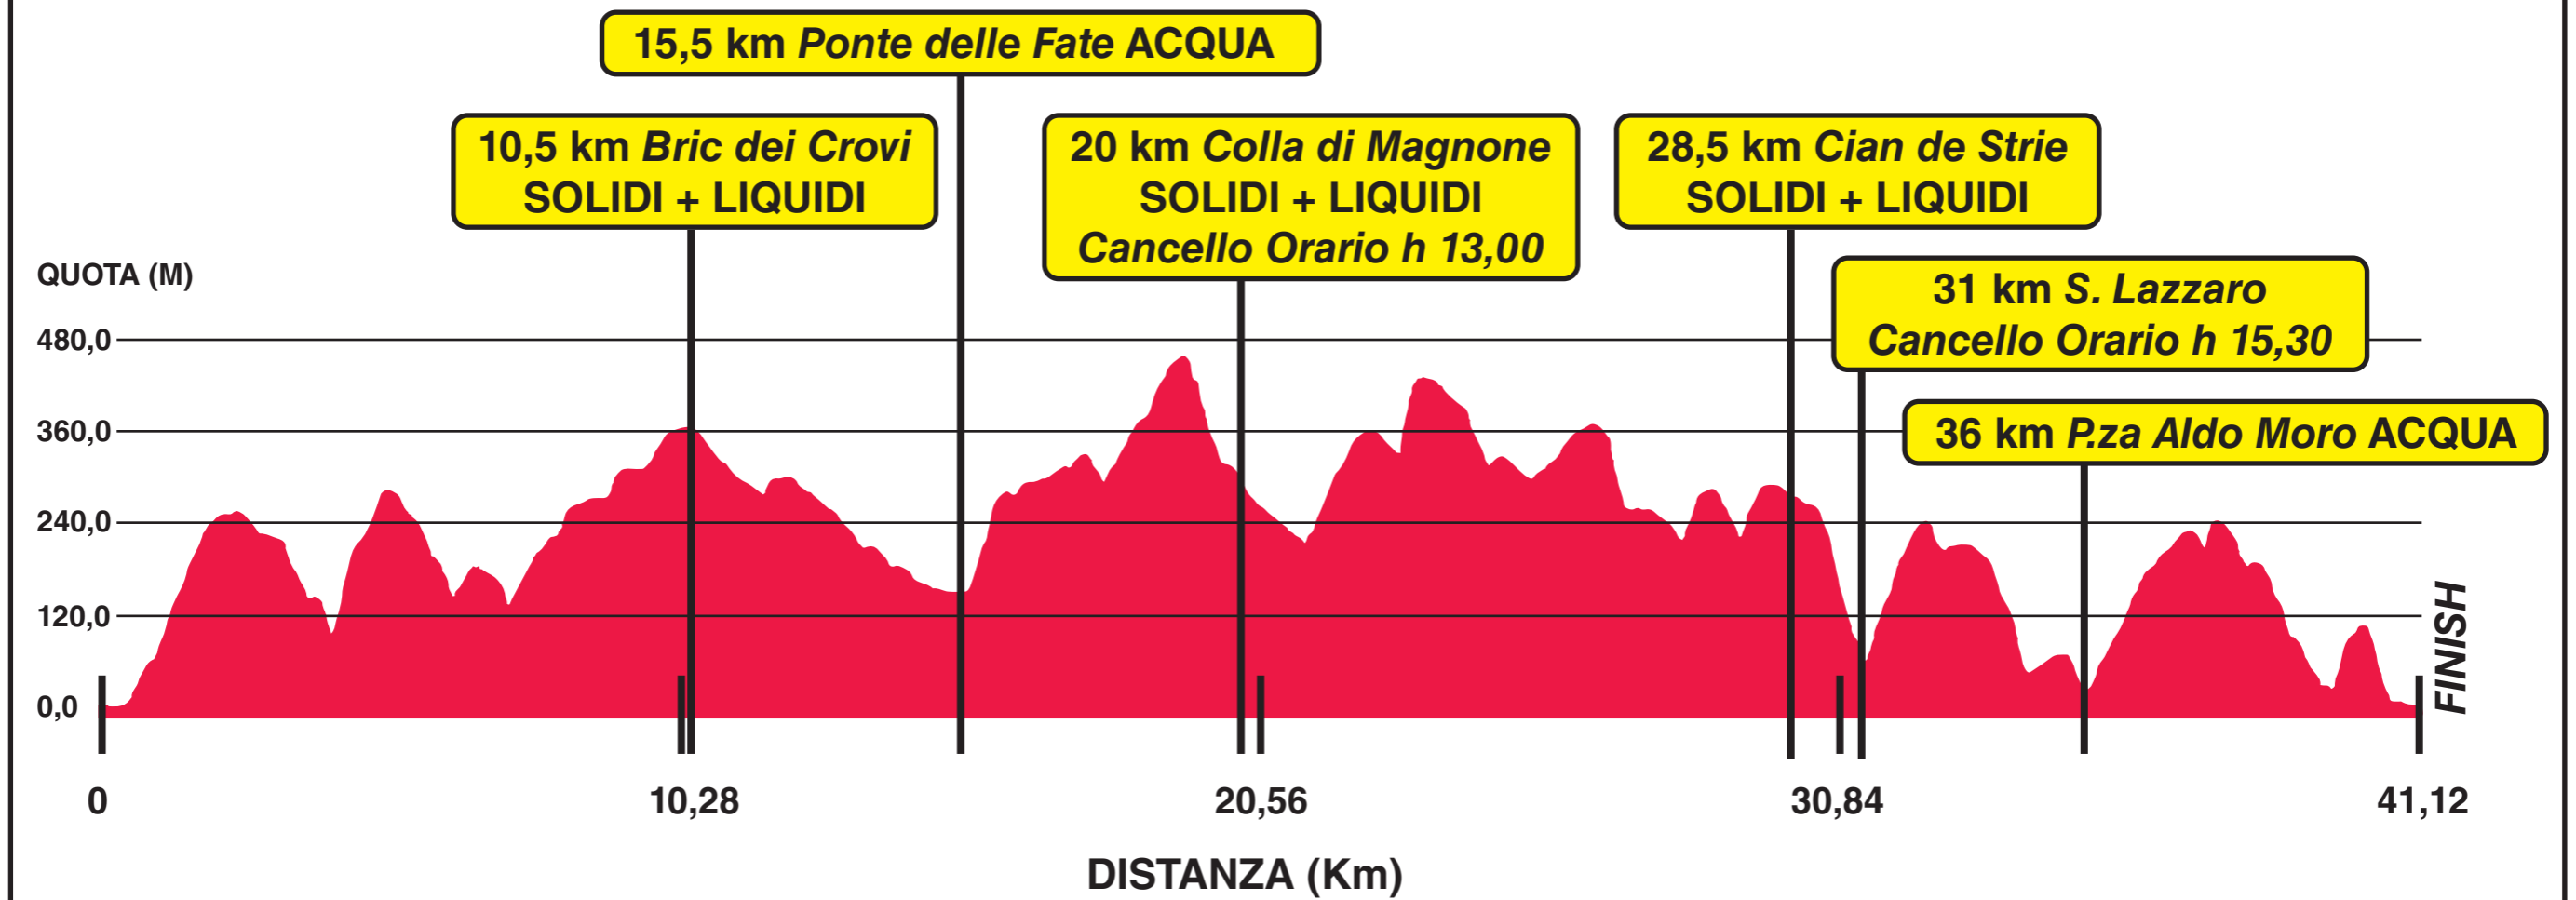 15,5 km Ponte delle Fate ACQUA
10,5 km Bric dei Crovi
SOLIDI + LIQUIDI
20 km Colla di Magnone
SOLIDI + LIQUIDI
Cancello Orario h 13,00
28,5 km Cian de Strie
SOLIDI + LIQUIDI
31 km S. Lazzaro
Cancello Orario h 15,30
36 km P.za Aldo Moro ACQUA
QUOTA (M)
480,0
360,0
240,0
120,0
0,0
FINISH
0
10,28
20,56
30,84
41,12
DISTANZA (Km)